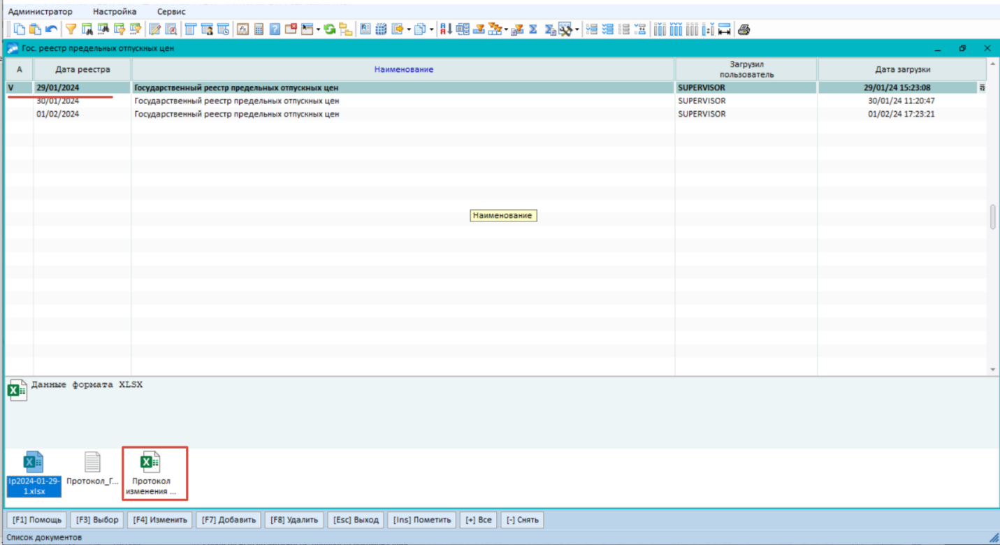 Администратор Настройка Сервис
Гос. реестр предельных отпускных цен
А Дата реестра Наименование Загрузил пользователь Дата загрузки
V 29/01/2024 Государственный реестр предельных отпускных цен SUPERVISOR 29/01/24 15:23:08
30/01/2024 Государственный реестр предельных отпускных цен SUPERVISOR 30/01/24 11:20:47
01/02/2024 Государственный реестр предельных отпускных цен SUPERVISOR 01/02/24 17:23:21
Наименование
Данные формата XLSX
lp2024-01-29-
1.xlsx
Протокол_Г...
Протокол
изменения ...
[F1] Помощь [F3] Выбор [F4] Изменить [F7] Добавить [F8] Удалить [Esc] Выход [Ins] Пометить [+] Все [-] Снять
Список документов